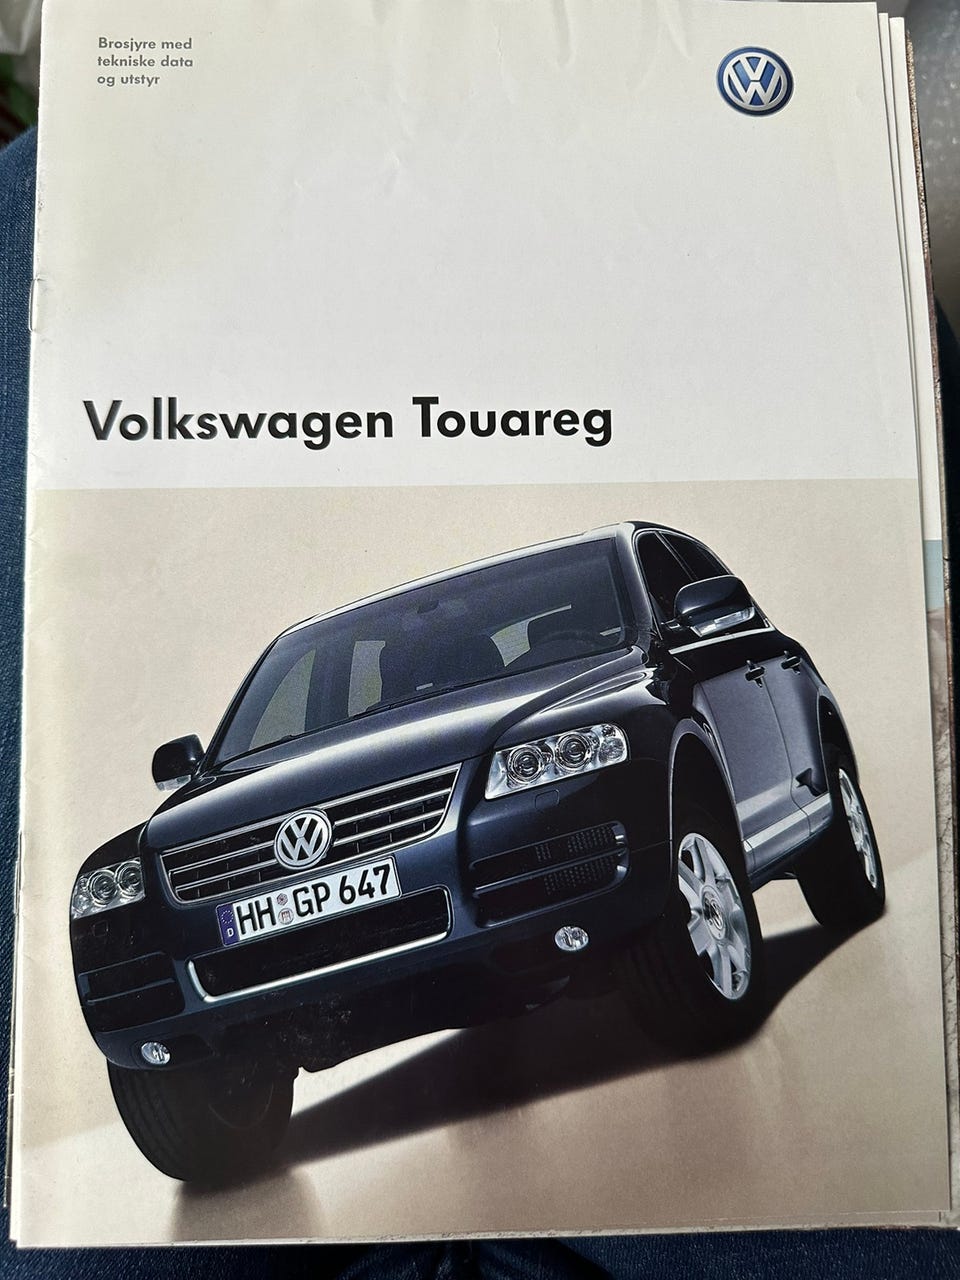 Brosjyre med
tekniske data
og utstyr
Volkswagen Touareg
HH GP 647
D